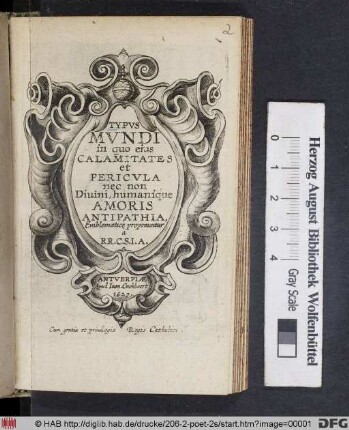 2
TYPVS
MVNDI
in quo eius
CALAMITATES
et
PERICVLA
nec non
Diuini, humanique
AMORIS
ANTIPATHIA,
Emblematice proponuntur
a
RR.C.S.I.A.
ANTVERPIÆ
Apud Ioan. Cnobbaert
1627.
Cum gratia et priuilegio Regis Catholici.
0 1 2 3 4
Gray Scale
Herzog August Bibliothek Wolfenbüttel
© HAB http://diglib.hab.de/drucke/206-2-poet-2s/start.htm?image=00001
DFG